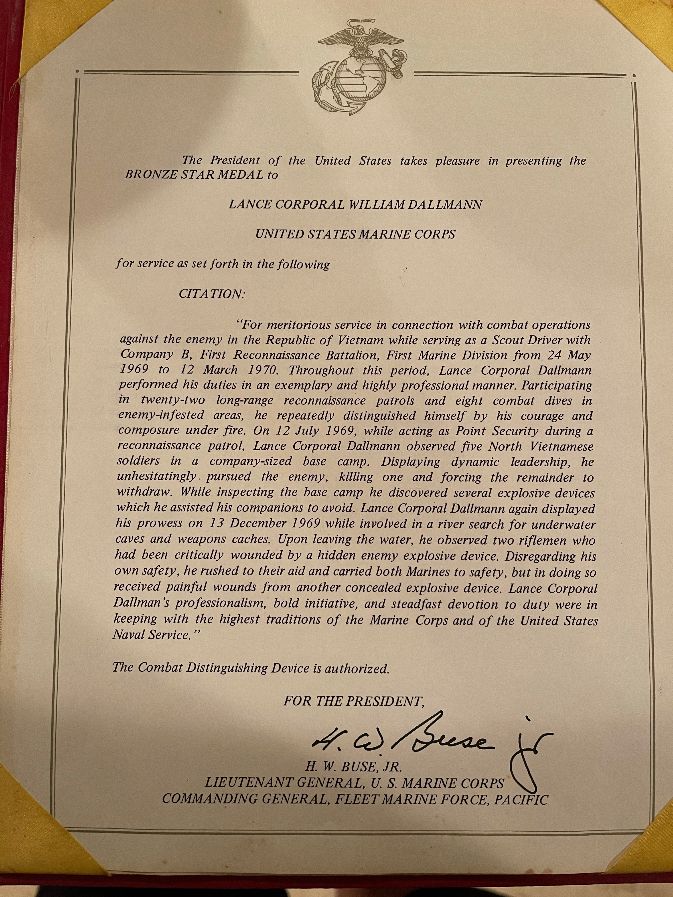 The President of the United States takes pleasure in presenting the
BRONZE STAR MEDAL to
LANCE CORPORAL WILLIAM DALLMANN
UNITED STATES MARINE CORPS
for service as set forth in the following
CITATION:
"For meritorious service in connection with combat operations
against the enemy in the Republic of Vietnam while serving as a Scout Driver with
Company B, First Reconnaissance Battalion, First Marine Division from 24 May
1969 to 12 March 1970. Throughout this period, Lance Corporal Dallmann
performed his duties in an exemplary and highly professional manner. Participating
in twenty-two long-range reconnaissance patrols and eight combat dives in
enemy-infested areas, he repeatedly distinguished himself by his courage and
composure under fire. On 12 July 1969, while acting as Point Security during a
reconnaissance patrol, Lance Corporal Dallmann observed five North Vietnamese
soldiers in a company-sized base camp. Displaying dynamic leadership, he
unhesitatingly pursued the enemy, killing one and forcing the remainder to
withdraw. While inspecting the base camp he discovered several explosive devices
which he assisted his companions to avoid. Lance Corporal Dallmann again displayed
his prowess on 13 December 1969 while involved in a river search for underwater
caves and weapons caches. Upon leaving the water, he observed two riflemen who
had been critically wounded by a hidden enemy explosive device. Disregarding his
own safety, he rushed to their aid and carried both Marines to safety, but in doing so
received painful wounds from another concealed explosive device. Lance Corporal
Dallman's professionalism, bold initiative, and steadfast devotion to duty were in
keeping with the highest traditions of the Marine Corps and of the United States
Naval Service."
The Combat Distinguishing Device is authorized.
FOR THE PRESIDENT,
H. W. Buse jr
H. W. BUSE, JR.
LIEUTENANT GENERAL, U. S. MARINE CORPS
COMMANDING GENERAL, FLEET MARINE FORCE, PACIFIC